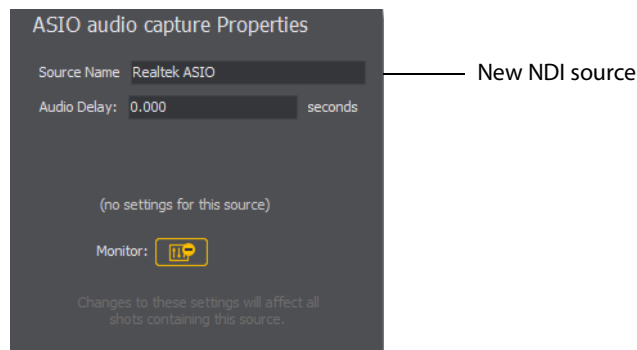 ASIO audio capture Properties
Source Name Realtek ASIO
New NDI source
Audio Delay: 0.000 seconds
(no settings for this source)
Monitor:
Changes to these settings will affect all
shots containing this source.